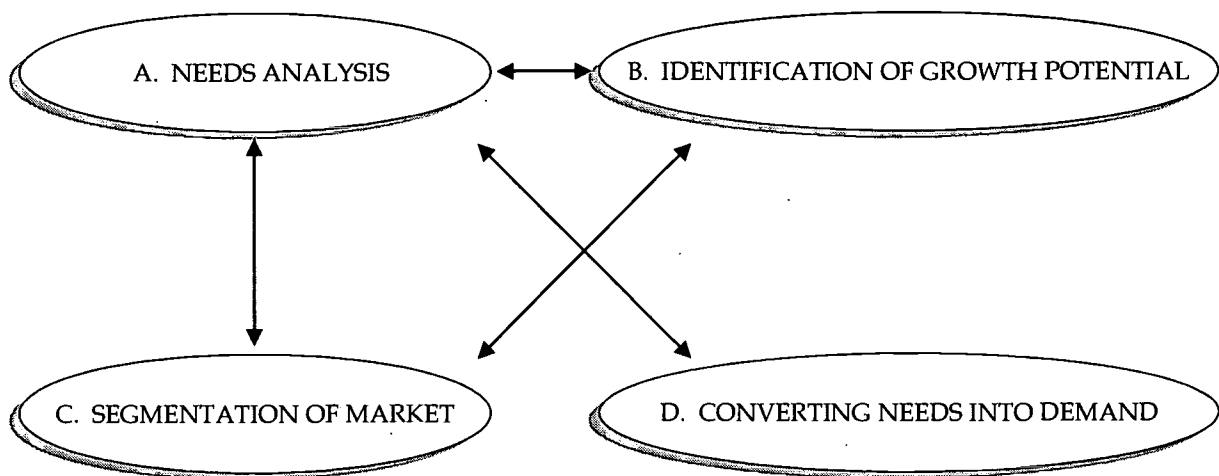 A. NEEDS ANALYSIS
B. IDENTIFICATION OF GROWTH POTENTIAL
C. SEGMENTATION OF MARKET
D. CONVERTING NEEDS INTO DEMAND